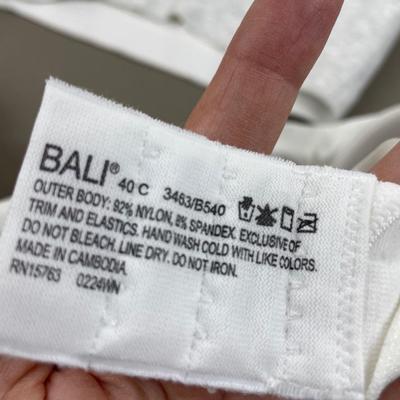 BALI® 40 C 3463/B540
OUTER BODY: 92% NYLON, 8% SPANDEX. EXCLUSIVE OF
TRIM AND ELASTICS. HAND WASH COLD WITH LIKE COLORS.
DO NOT BLEACH. LINE DRY. DO NOT IRON.
MADE IN CAMBODIA
RN15763 0224WN